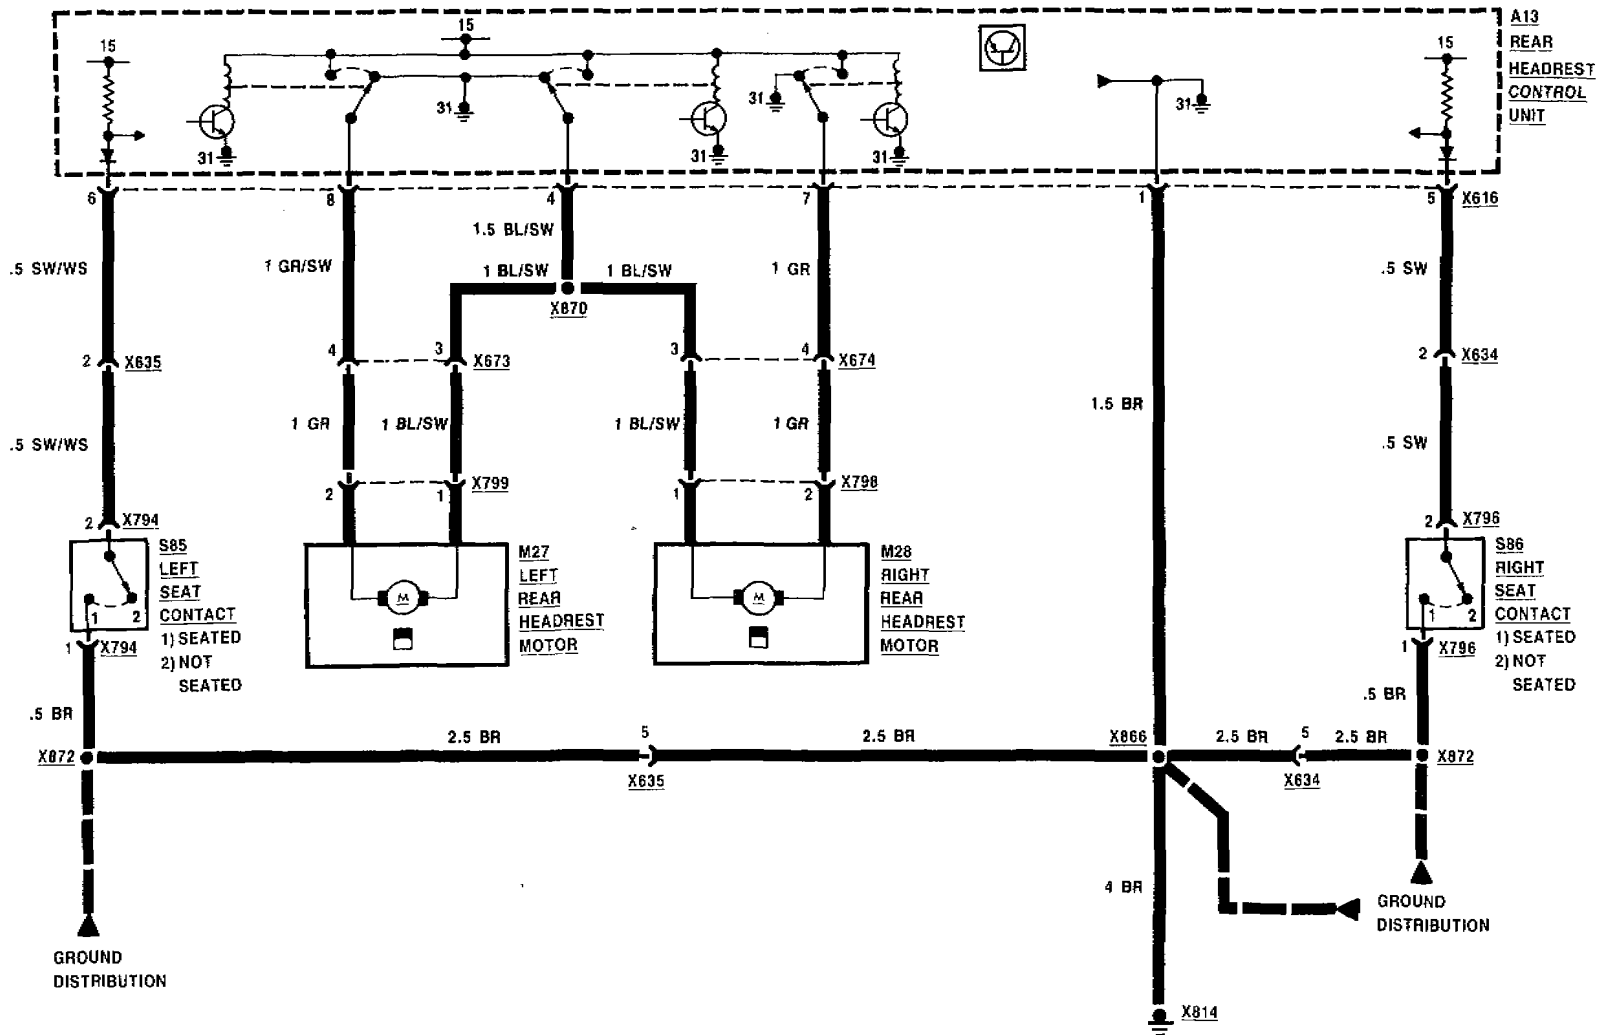 15
15
15
A13
REAR
HEADREST
CONTROL
UNIT
31
31
31
31
31
31
6
8
4
7
1
5
X616
.5 SW/WS
1 GR/SW
1.5 BL/SW
1 BL/SW
1 BL/SW
X870
1 GR
.5 SW
2
X635
4
3
X673
3
4
X674
2
X634
.5 SW/WS
1 GR
1 BL/SW
1 BL/SW
1 GR
1.5 BR
.5 SW
2
1
X799
1
2
X798
2
X794
2
X796
S85
LEFT
SEAT
CONTACT
1) SEATED
2) NOT
SEATED
1
2
1
X794
M
M27
LEFT
REAR
HEADREST
MOTOR
M
M28
RIGHT
REAR
HEADREST
MOTOR
S86
RIGHT
SEAT
CONTACT
1) SEATED
2) NOT
SEATED
1
2
1
X796
.5 BR
.5 BR
X872
2.5 BR
5
X635
2.5 BR
X866
2.5 BR
5
X634
2.5 BR
X872
4 BR
GROUND
DISTRIBUTION
GROUND
DISTRIBUTION
X814